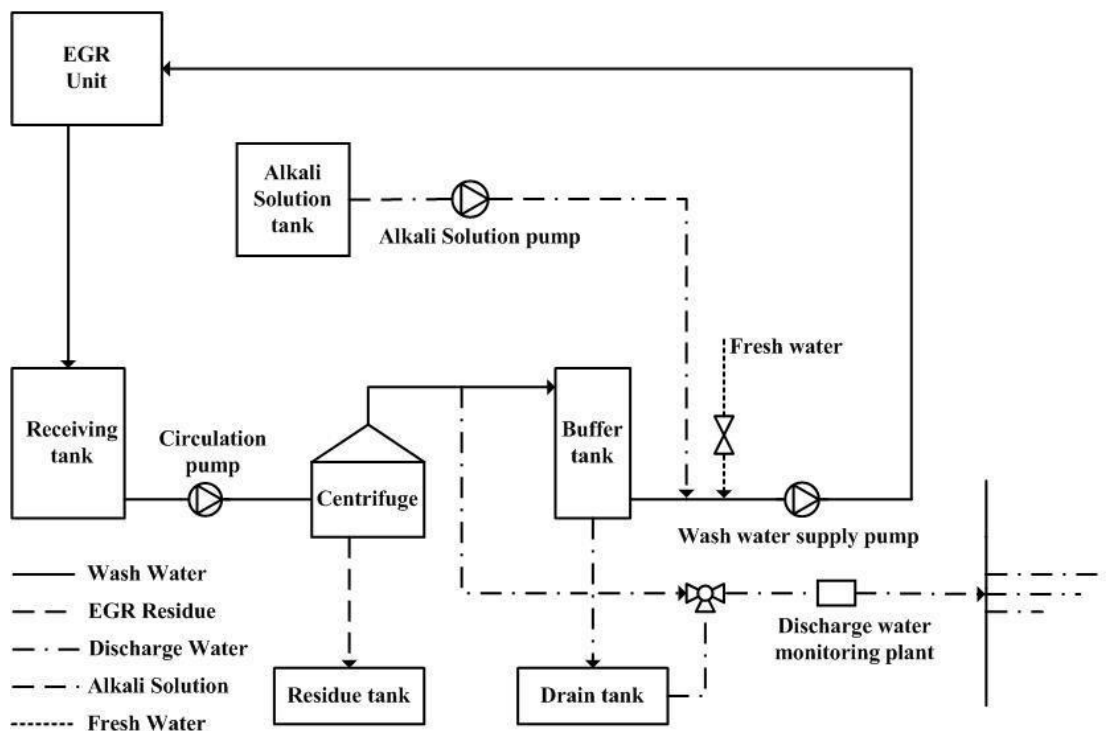 EGR
Unit
Alkali
Solution
tank
Alkali Solution pump
Fresh water
Receiving
tank
Circulation
pump
Centrifuge
Buffer
tank
Wash water supply pump
Wash Water
EGR Residue
Discharge Water
Alkali Solution
Fresh Water
Discharge water
monitoring plant
Residue tank
Drain tank